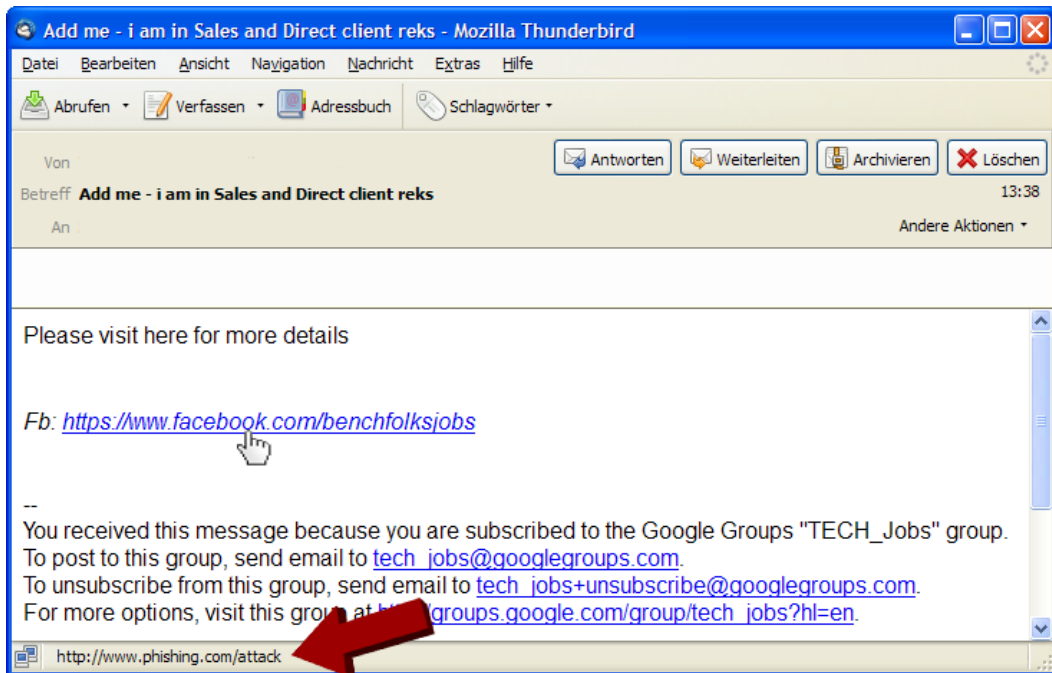 Add me - i am in Sales and Direct client reks - Mozilla Thunderbird
Datei Bearbeiten Ansicht Navigation Nachricht Extras Hilfe
Abrufen Verfassen Adressbuch Schlagwörter
Von Antworten Weiterleiten Archivieren Löschen
Betreff Add me - i am in Sales and Direct client reks 13:38
An Andere Aktionen
Please visit here for more details
Fb: https://www.facebook.com/benchfolksjobs
--
You received this message because you are subscribed to the Google Groups "TECH_Jobs" group.
To post to this group, send email to tech_jobs@googlegroups.com.
To unsubscribe from this group, send email to tech_jobs+unsubscribe@googlegroups.com.
For more options, visit this group at groups.google.com/group/tech_jobs?hl=en.
http://www.phishing.com/attack